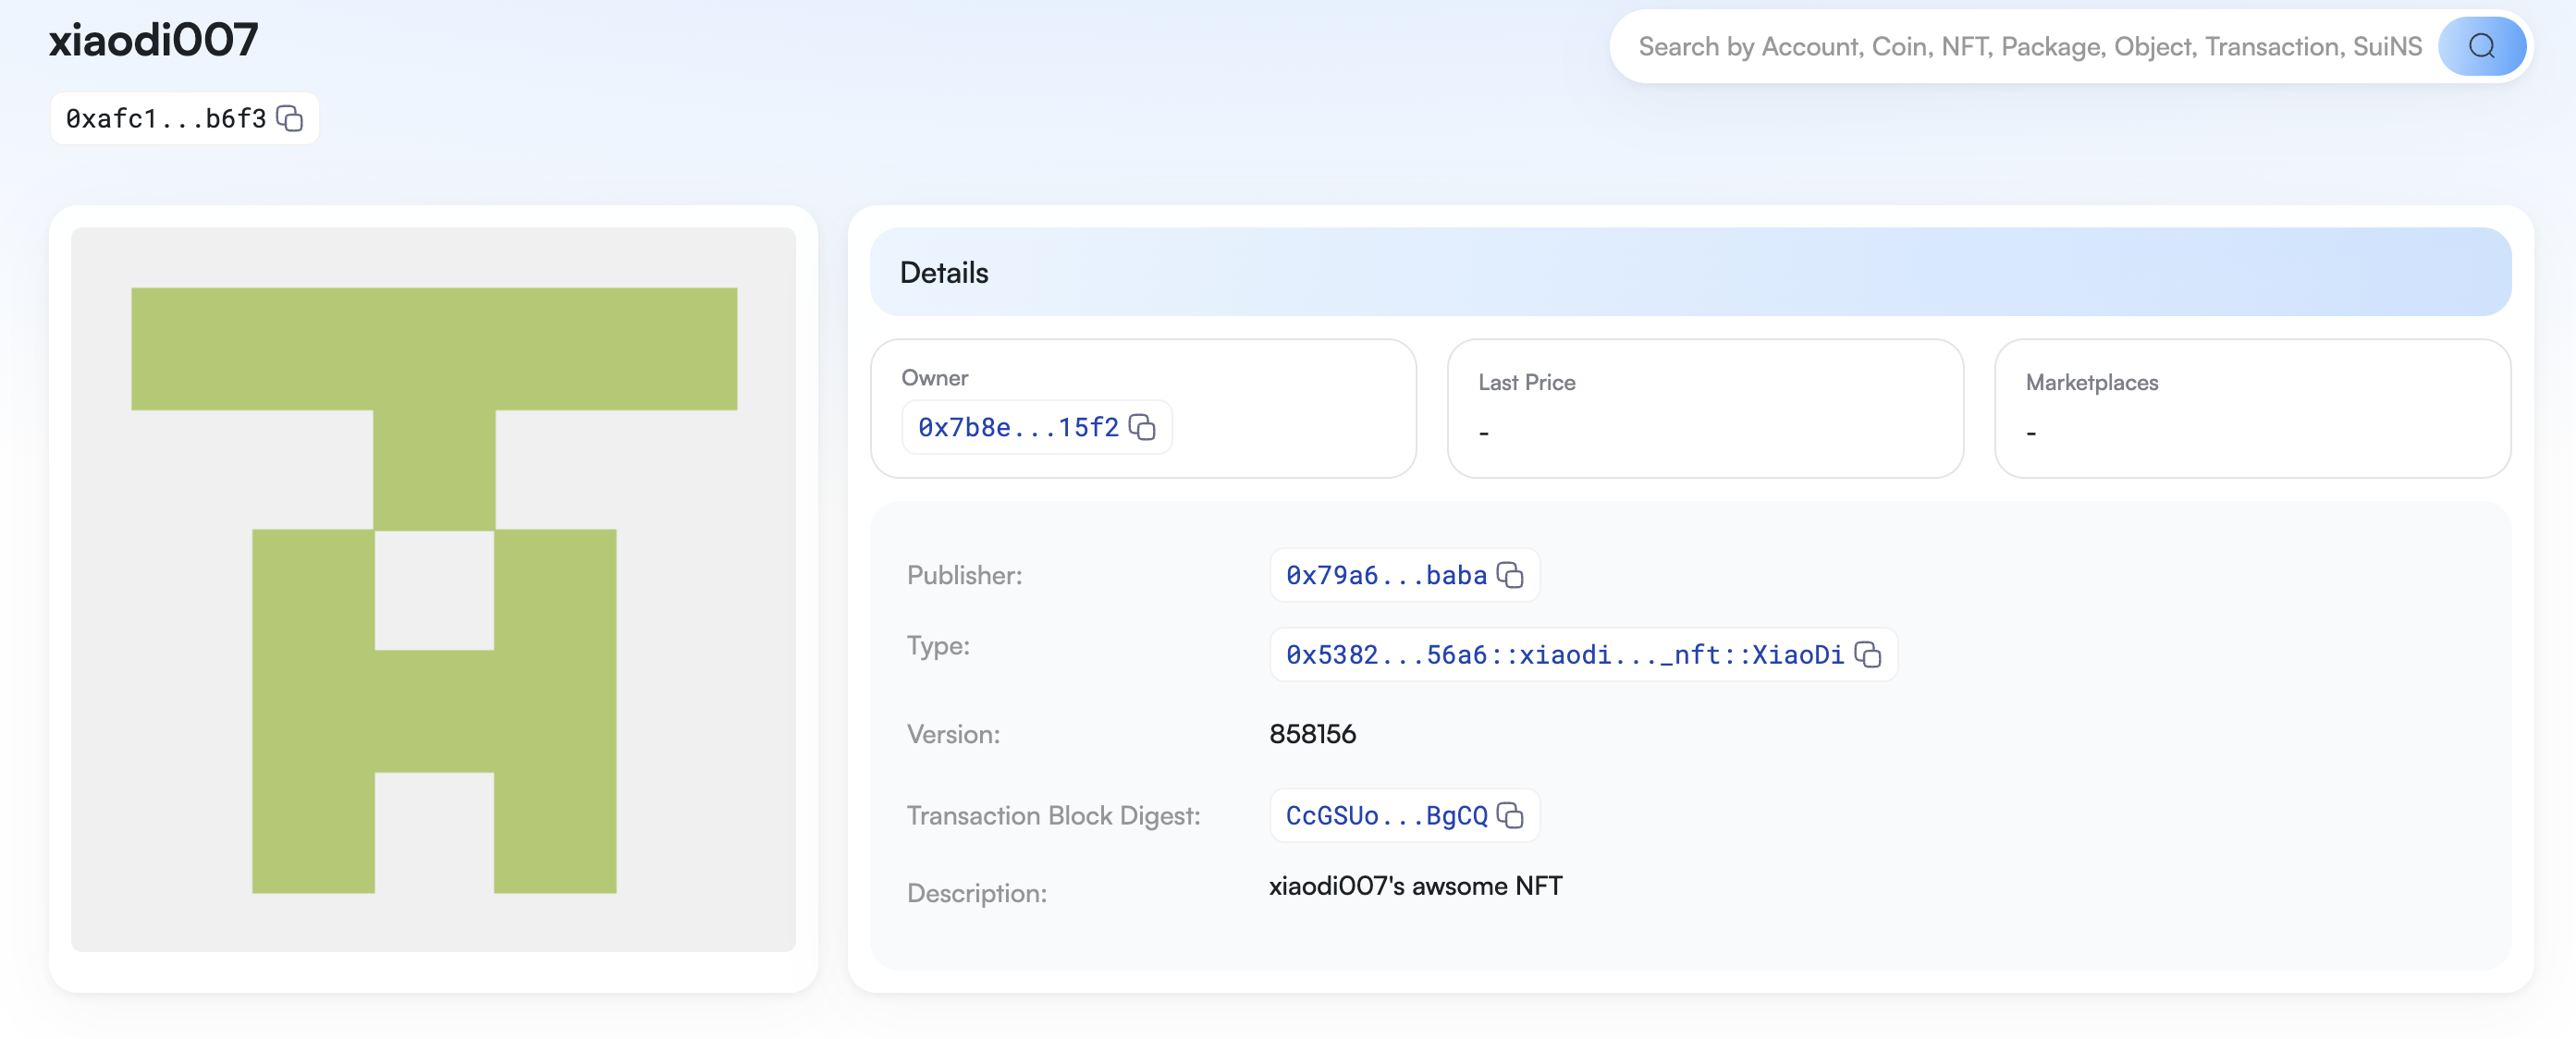 xiaodi007
Search by Account, Coin, NFT, Package, Object, Transaction, SuiNS
0xafc1...b6f3
Details
Owner
0x7b8e...15f2
Last Price
-
Marketplaces
-
Publisher:
0x79a6...baba
Type:
0x5382...56a6::xiaodi..._nft::XiaoDi
Version:
858156
Transaction Block Digest:
CcGSUo...BgCQ
Description:
xiaodi007's awsome NFT